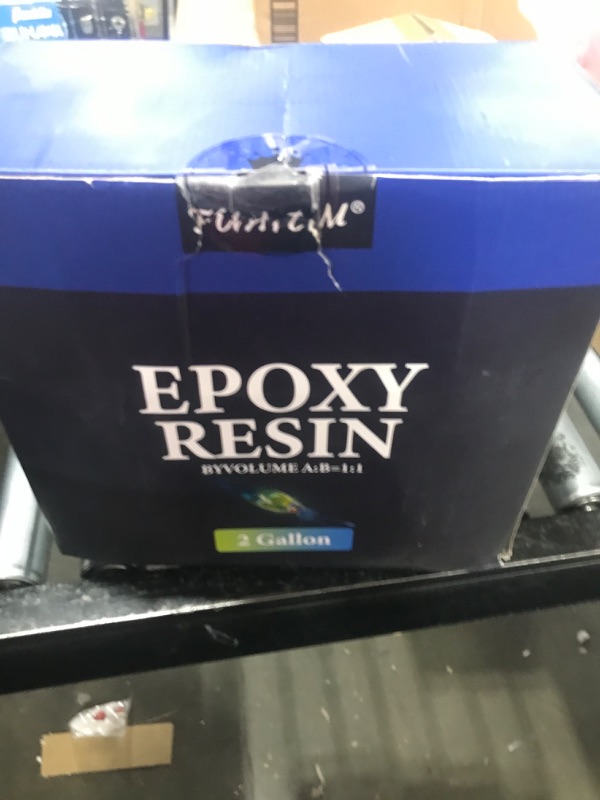 EPOXY
RESIN
BYVOLUME A:B=1:1
2 Gallon